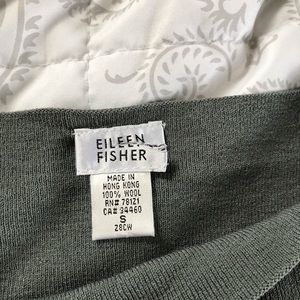 EILEEN
FISHER
MADE IN
HONG KONG
100% WOOL
RN# 78121
CA# 34460
S
28CW